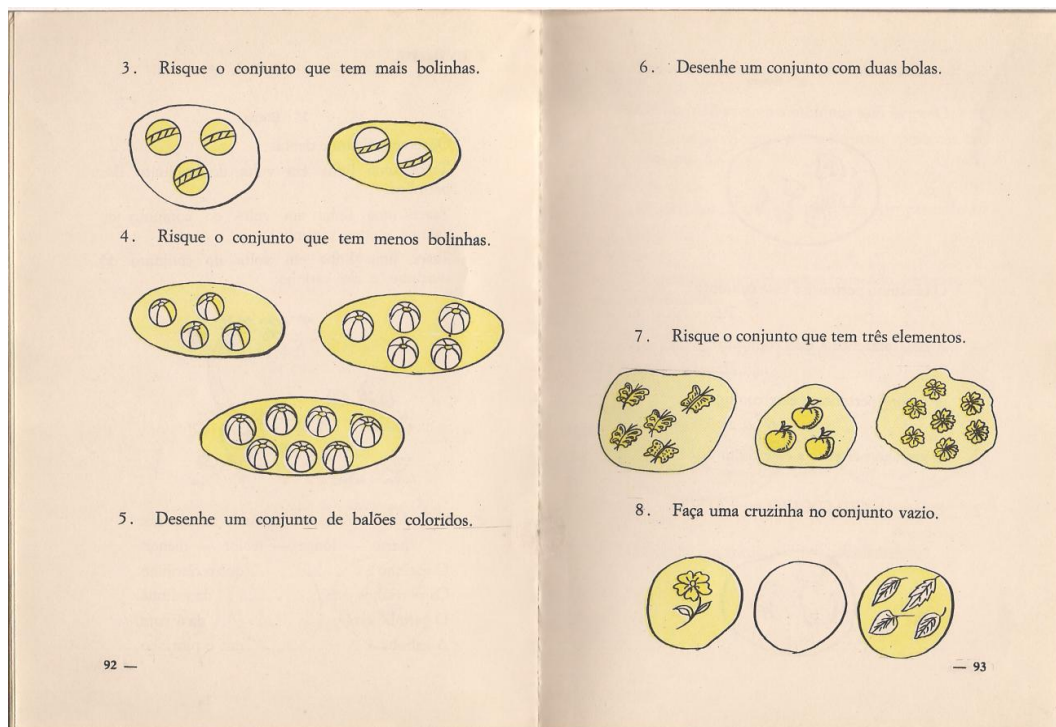 3. Risque o conjunto que tem mais bolinhas.
4. Risque o conjunto que tem menos bolinhas.
5. Desenhe um conjunto de balões coloridos.
92 —
6. Desenhe um conjunto com duas bolas.
7. Risque o conjunto que tem três elementos.
8. Faça uma cruzinha no conjunto vazio.
— 93